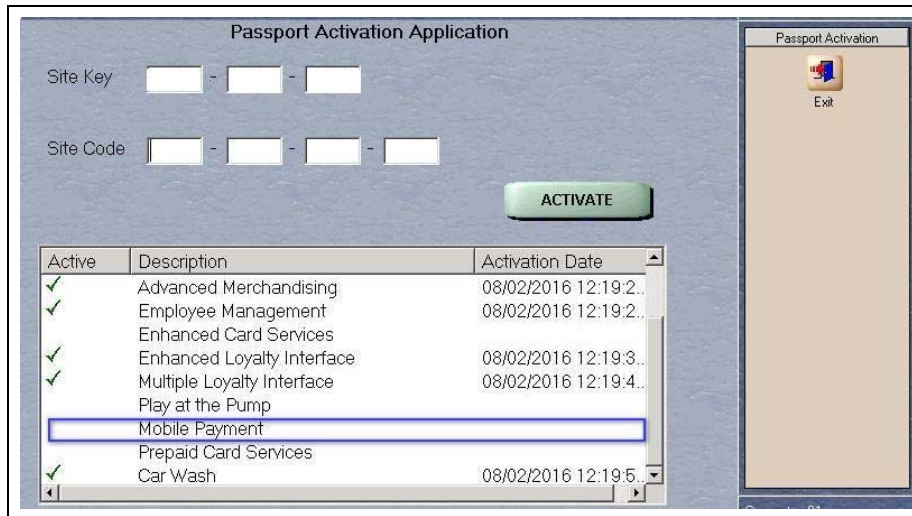 Passport Activation Application
Passport Activation
Exit
Site Key - -
Site Code - - -
ACTIVATE
Active Description Activation Date
Advanced Merchandising 08/02/2016 12:19:2..
Employee Management 08/02/2016 12:19:2..
Enhanced Card Services
Enhanced Loyalty Interface 08/02/2016 12:19:3..
Multiple Loyalty Interface 08/02/2016 12:19:4..
Play at the Pump
Mobile Payment
Prepaid Card Services
Car Wash 08/02/2016 12:19:5..